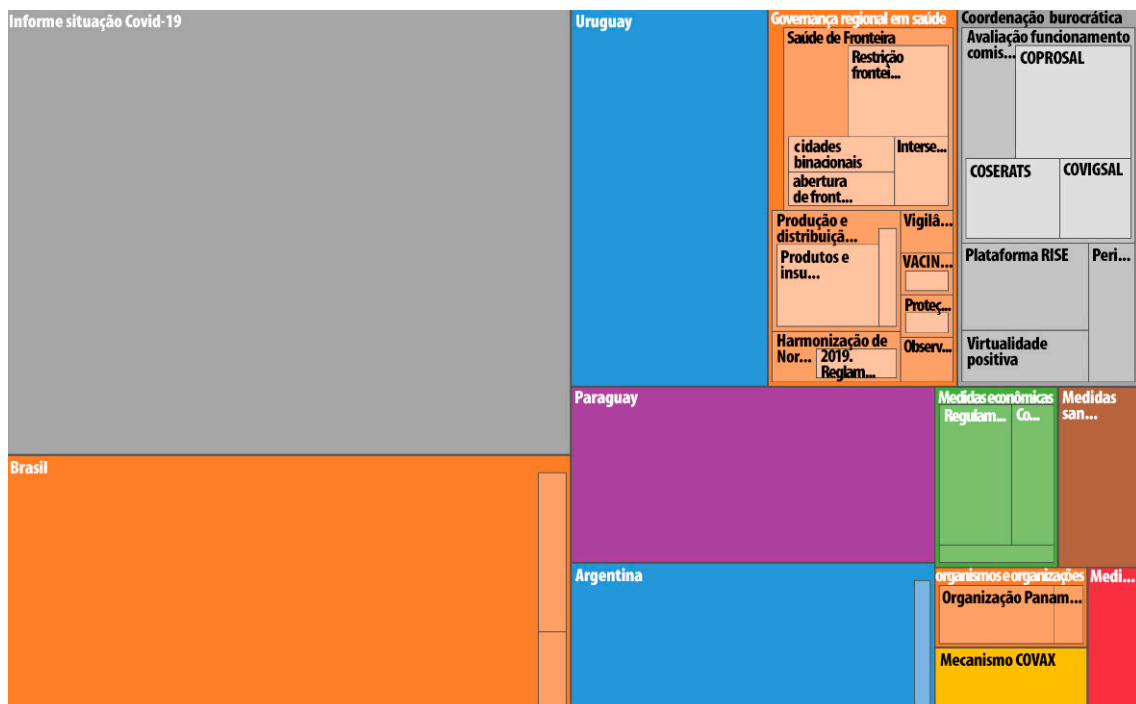 Informe situação Covid-19
Brasil
Uruguay
Governança regional em saúde
Saúde de Fronteira
Restrição
frontei...
cidades
binacionais
Interse...
abertura
de front...
Produção e
distribuiçã...
Produtos e
insu...
Vigilâ...
VACIN...
Proteç...
Harmonização de
Nor...
2019.
Reglam...
Observ...
Coordenação burocrática
Avaliação funcionamento
comis...
COPROSAL
COSERATS
COVIGSAL
Plataforma RISE
Peri...
Virtualidade
positiva
Paraguay
Medidas econômicas
Regulam...
Co...
Medidas
san...
Argentina
organismos e organizações
Organização Panam...
Medi...
Mecanismo COVAX